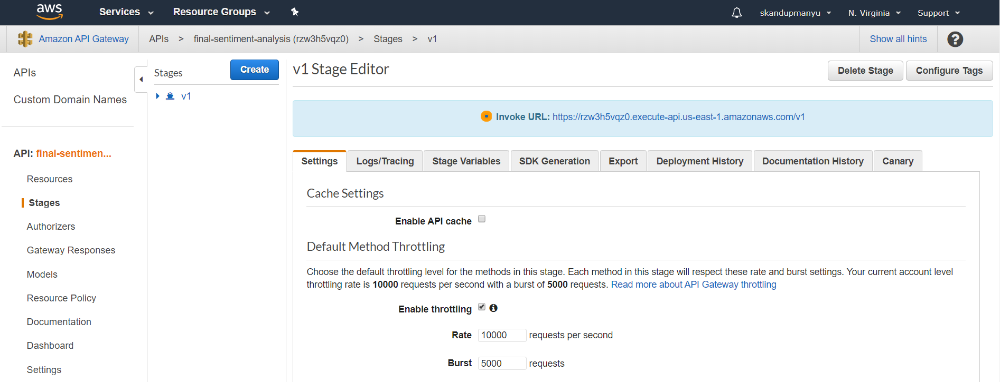 aws Services Resource Groups skandupmanyu N. Virginia Support
Amazon API Gateway APIs > final-sentiment-analysis (rzw3h5vqz0) > Stages > v1 Show all hints ?
APIs
Custom Domain Names
API: final-sentimen...
Resources
Stages
Authorizers
Gateway Responses
Models
Resource Policy
Documentation
Dashboard
Settings
Stages Create
v1
v1 Stage Editor Delete Stage Configure Tags
Invoke URL: https://rzw3h5vqz0.execute-api.us-east-1.amazonaws.com/v1
Settings Logs/Tracing Stage Variables SDK Generation Export Deployment History Documentation History Canary
Cache Settings
Enable API cache
Default Method Throttling
Choose the default throttling level for the methods in this stage. Each method in this stage will respect these rate and burst settings. Your current account level
throttling rate is 10000 requests per second with a burst of 5000 requests. Read more about API Gateway throttling
Enable throttling
Rate 10000 requests per second
Burst 5000 requests